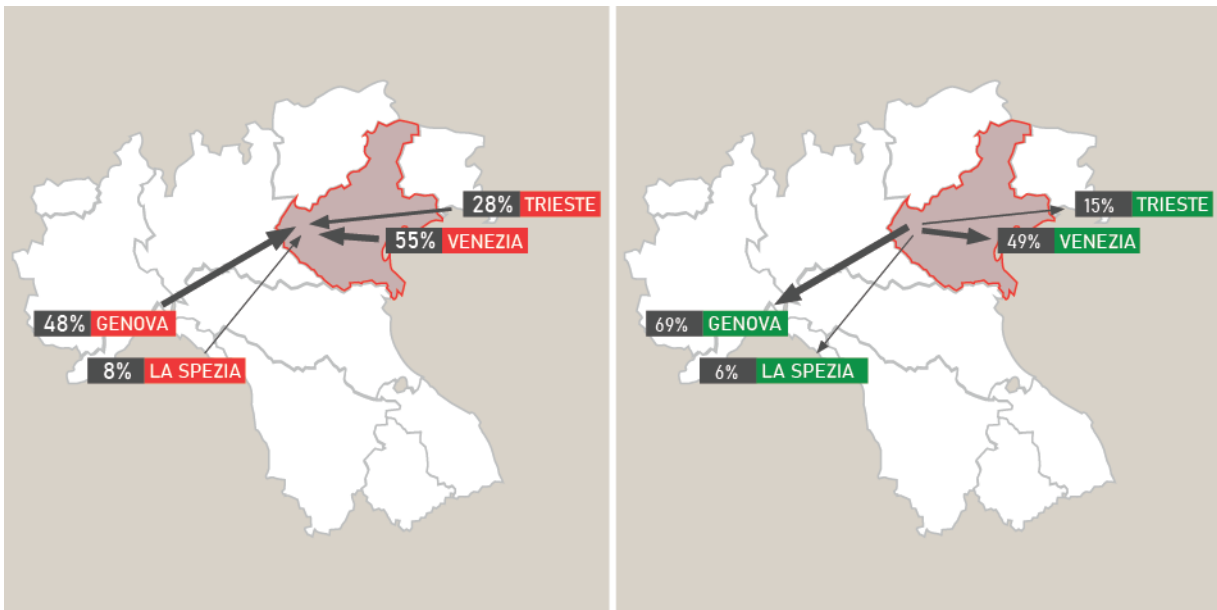 28% TRIESTE
55% VENEZIA
48% GENOVA
8% LA SPEZIA
15% TRIESTE
49% VENEZIA
69% GENOVA
6% LA SPEZIA